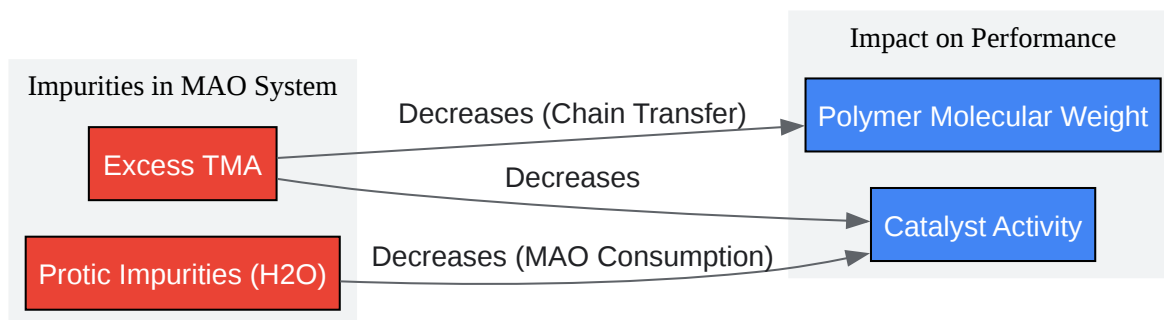 Impurities in MAO System
Excess TMA
Protic Impurities (H2O)
Decreases (Chain Transfer)
Decreases
Decreases (MAO Consumption)
Impact on Performance
Polymer Molecular Weight
Catalyst Activity